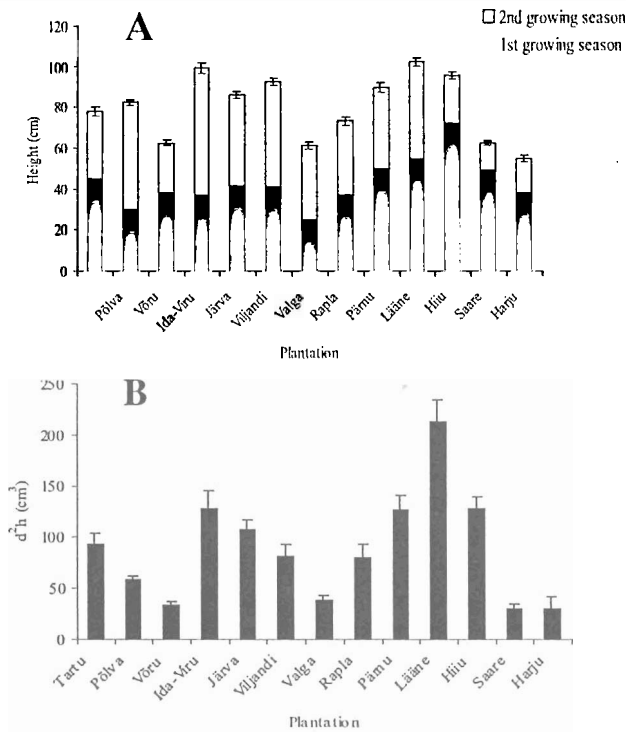 A
2nd growing season
1st growing season
120
100
80
60
40
20
0
Height (cm)
Põlva
Võru
Ida-Viru
Järva
Viljandi
Valga
Rapla
Pärnu
Lääne
Hiiu
Saare
Harju
Plantation
B
250
200
150
100
50
0
d²h (cm³)
Tartu
Põlva
Võru
Ida-Viru
Järva
Viljandi
Valga
Rapla
Pärnu
Lääne
Hiiu
Saare
Harju
Plantation